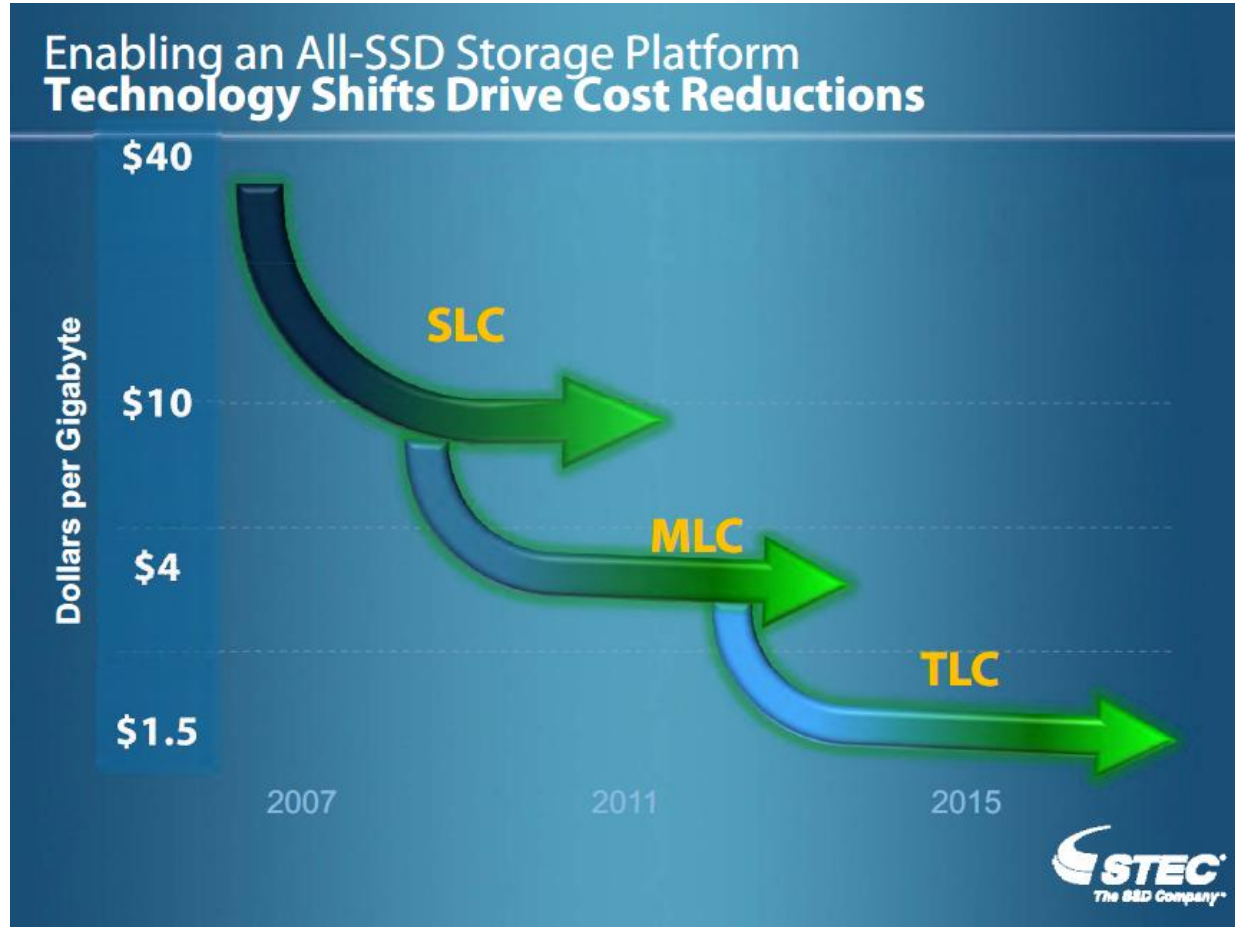 Enabling an All-SSD Storage Platform
Technology Shifts Drive Cost Reductions
$40
SLC
$10
Dollars per Gigabyte
MLC
$4
TLC
$1.5
2007
2011
2015
STEC
The SSD Company